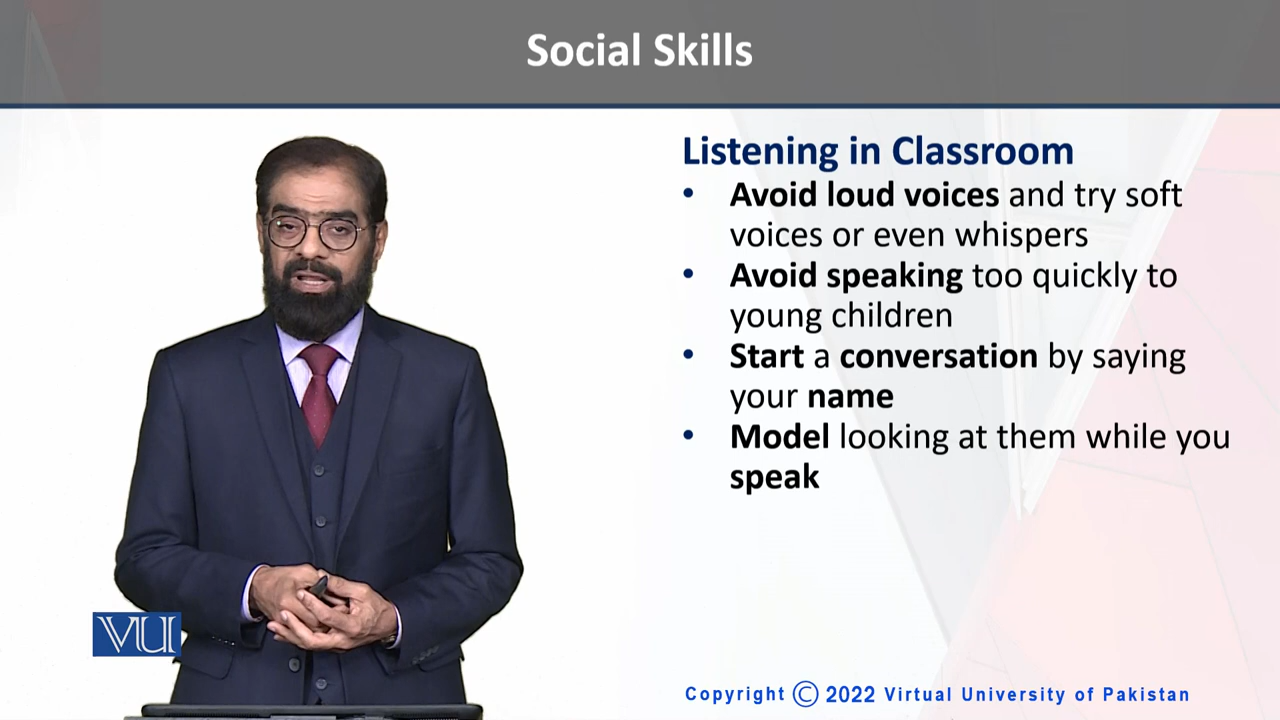 Social Skills
Listening in Classroom
• Avoid loud voices and try soft
voices or even whispers
• Avoid speaking too quickly to
young children
• Start a conversation by saying
your name
• Model looking at them while you
speak
VU
Copyright © 2022 Virtual University of Pakistan